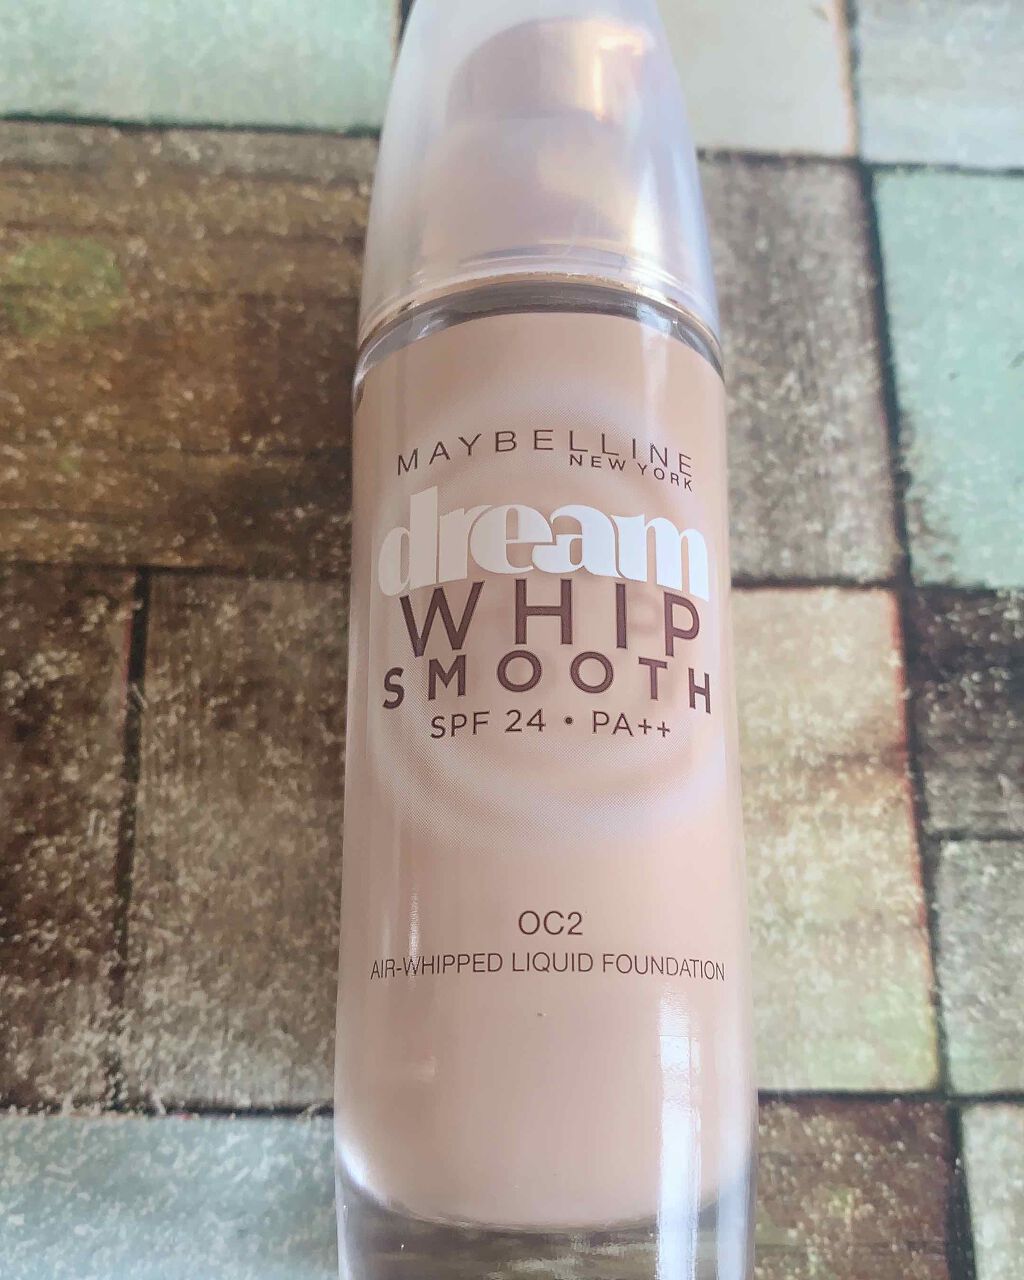 MAYBELLINE
NEW YORK
dream
WHIP
SMOOTH
SPF 24 • PA++
OC2
AIR-WHIPPED LIQUID FOUNDATION